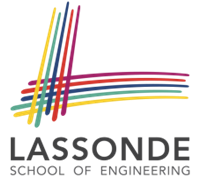 LASSONDE
SCHOOL OF ENGINEERING